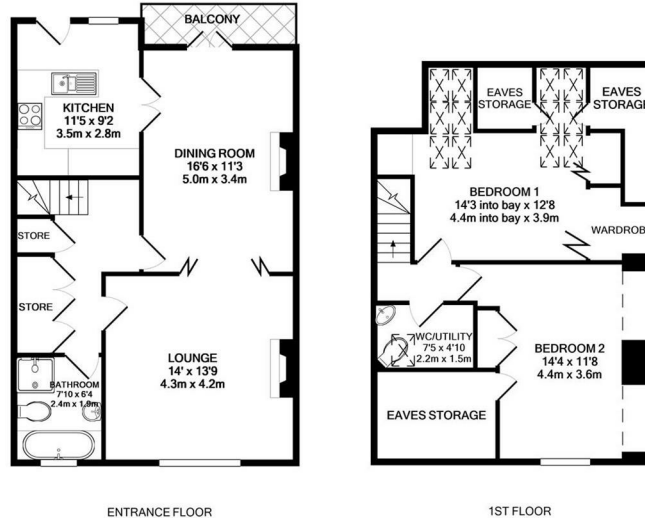 BALCONY
KITCHEN
11'5 x 9'2
3.5m x 2.8m
DINING ROOM
16'6 x 11'3
5.0m x 3.4m
STORE
STORE
LOUNGE
14' x 13'9
4.3m x 4.2m
BATHROOM
7'10 x 6'4
2.4m x 1.9m
ENTRANCE FLOOR
EAVES
STORAGE
EAVES
STORAGE
BEDROOM 1
14'3 into bay x 12'8
4.4m into bay x 3.9m
WARDROB
WC/UTILITY
7'5 x 4'10
2.2m x 1.5m
BEDROOM 2
14'4 x 11'8
4.4m x 3.6m
EAVES STORAGE
1ST FLOOR